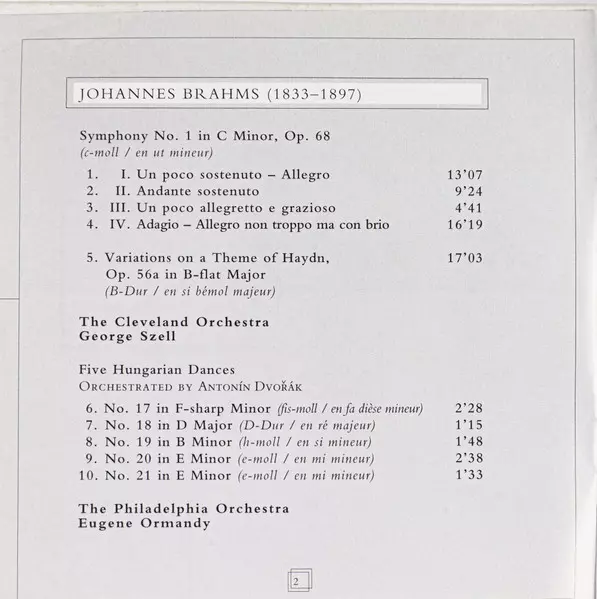 JOHANNES BRAHMS (1833–1897)
Symphony No. 1 in C Minor, Op. 68
(c-moll / en ut mineur)
1. I. Un poco sostenuto – Allegro 13'07
2. II. Andante sostenuto 9'24
3. III. Un poco allegretto e grazioso 4'41
4. IV. Adagio – Allegro non troppo ma con brio 16'19
5. Variations on a Theme of Haydn, 17'03
Op. 56a in B-flat Major
(B-Dur / en si bémol majeur)
The Cleveland Orchestra
George Szell
Five Hungarian Dances
ORCHESTRATED BY ANTONÍN DVOŘÁK
6. No. 17 in F-sharp Minor (fis-moll / en fa dièse mineur) 2'28
7. No. 18 in D Major (D-Dur / en ré majeur) 1'15
8. No. 19 in B Minor (h-moll / en si mineur) 1'48
9. No. 20 in E Minor (e-moll / en mi mineur) 2'38
10. No. 21 in E Minor (e-moll / en mi mineur) 1'33
The Philadelphia Orchestra
Eugene Ormandy
2